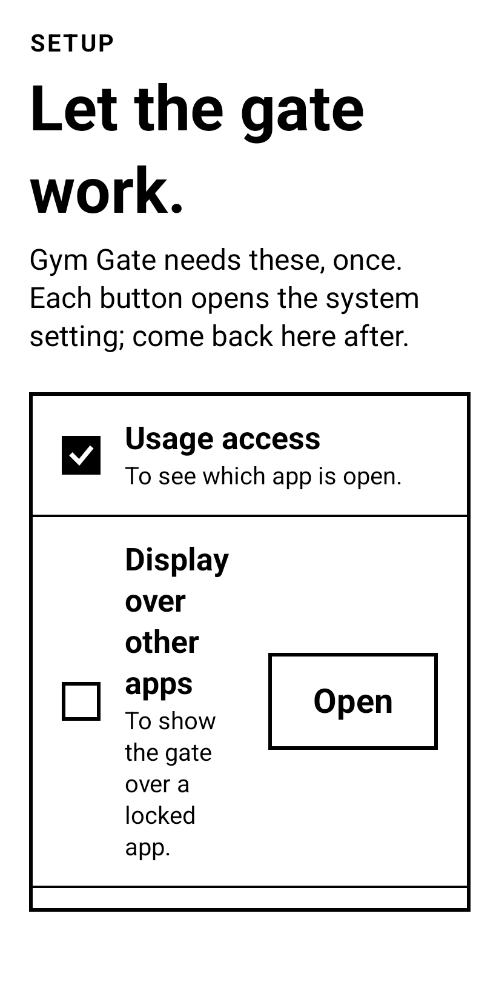 SETUP
Let the gate
work.
Gym Gate needs these, once.
Each button opens the system
setting; come back here after.
Usage access
To see which app is open.
Display
over
other
apps
To show
the gate
over a
locked
app.
Open